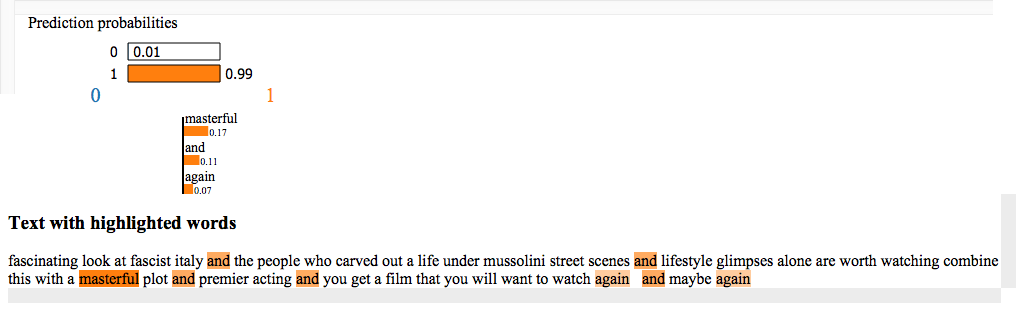 Prediction probabilities
0 0.01
1 0.99
0 1
masterful
0.17
and
0.11
again
0.07
Text with highlighted words
fascinating look at fascist italy and the people who carved out a life under mussolini street scenes and lifestyle glimpses alone are worth watching combine
this with a masterful plot and premier acting and you get a film that you will want to watch again and maybe again